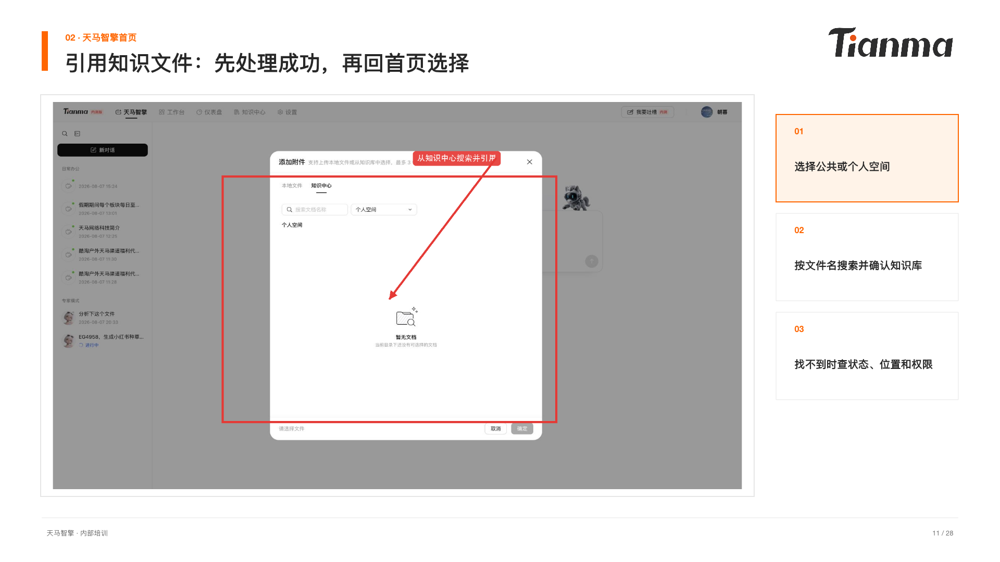 02 · 天马智擎首页
引用知识文件：先处理成功，再回首页选择
Tianma
Tianma 内测版
天马智擎
工作台
仪表盘
知识中心
设置
我要吐槽 内测
朝暮
新对话
日常办公
2026-08-07 15:24
假期期间每个板块每日至...
2026-08-07 13:01
天马网络科技简介
2026-08-07 12:26
酷淘户外天马渠道福利代...
2026-08-07 11:30
酷淘户外天马渠道福利代...
2026-08-07 11:28
专家模式
分析下这个文件
2026-08-07 20:33
EG4958，生成小红书种草...
进行中
添加附件
支持上传本地文件或从知识库中选择，最多 3
从知识中心搜索并引用
本地文件
知识中心
搜索文档名称
个人空间
个人空间
暂无文档
当前目录下还没有可选择的文档
请选择文件
取消
确定
01
选择公共或个人空间
02
按文件名搜索并确认知识库
03
找不到时查状态、位置和权限
天马智擎 · 内部培训
11 / 28